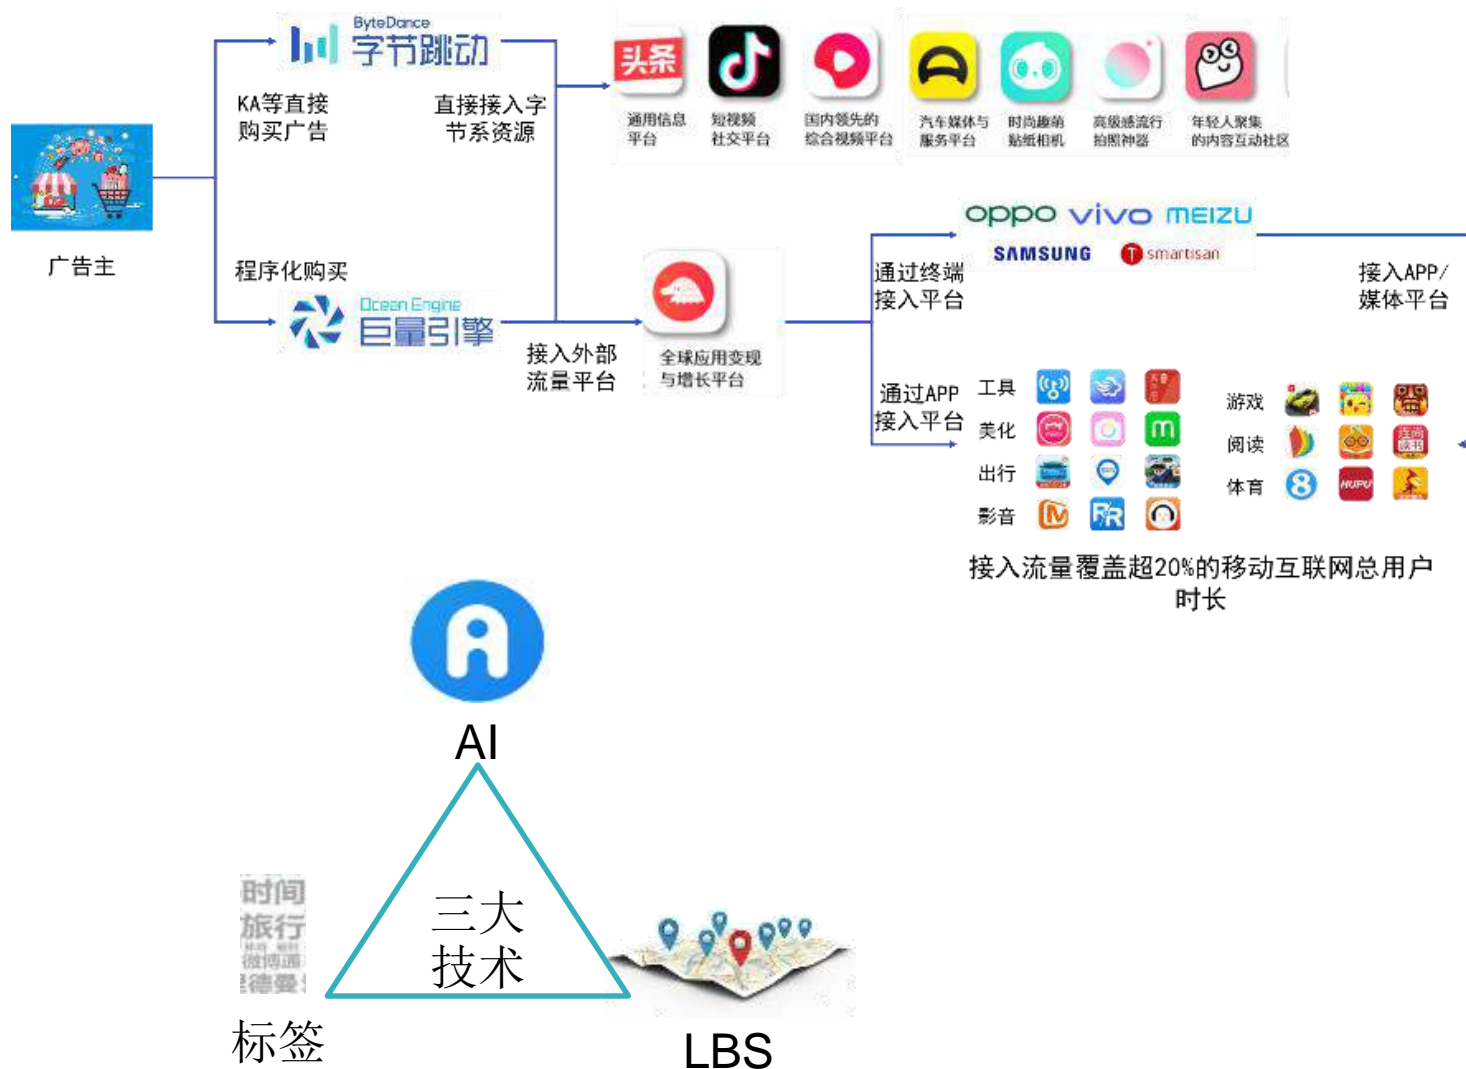 ByteDance
字节跳动
KA等直接
购买广告
直接接入字
节系资源
头条
通用信息
平台
短视频
社交平台
国内领先的
综合视频平台
汽车媒体与
服务平台
时尚趣萌
贴纸相机
高级感流行
拍照神器
年轻人聚集
的内容互动社区
广告主
程序化购买
Ocean Engine
巨量引擎
接入外部
流量平台
全球应用变现
与增长平台
oppo vivo MEIZU
SAMSUNG smartisan
通过终端
接入平台
接入APP/
媒体平台
通过APP
接入平台
工具
美化
出行
影音
游戏
阅读
体育
HUPU
接入流量覆盖超20%的移动互联网总用户
时长
AI
三大
技术
时间
旅行
微博
德曼
标签
LBS